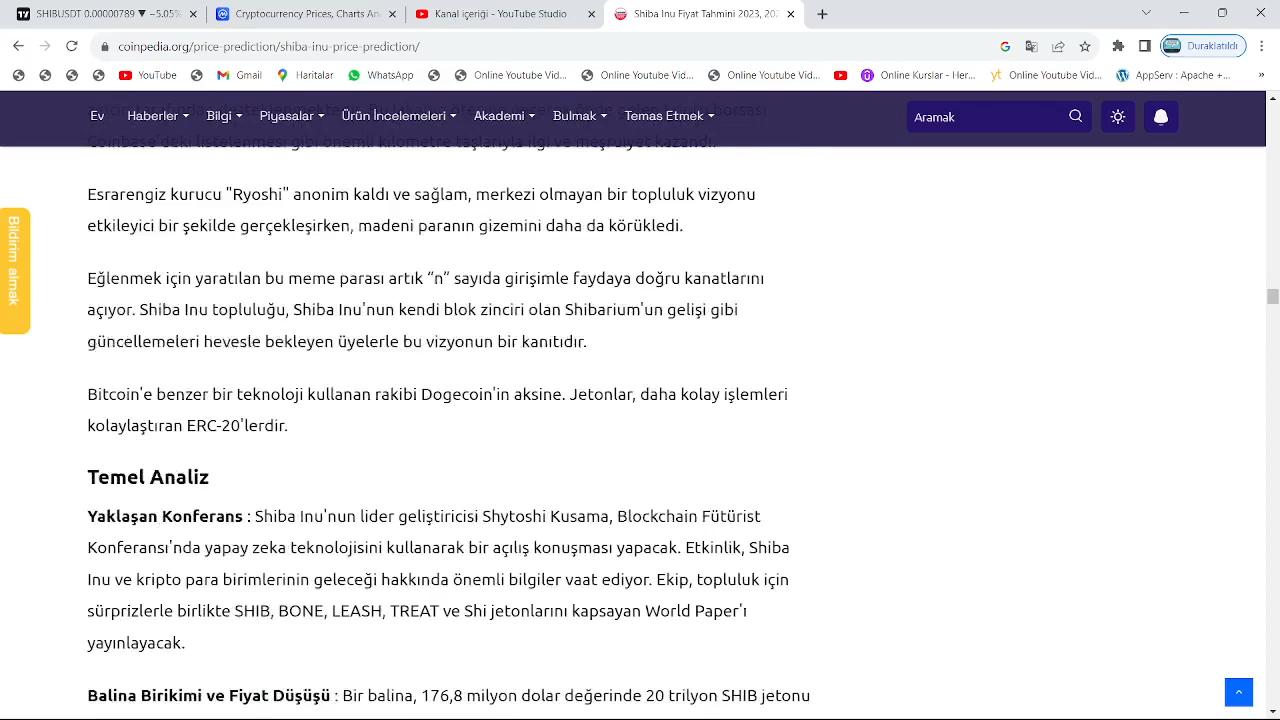 SHIBUSDT 0.00000789 ▼ −5.05%
Cryptocurrency Prices, Charts An
Kanal içeriği - YouTube Studio
Shiba Inu Fiyat Tahmini 2023, 202
coinpedia.org/price-prediction/shiba-inu-price-prediction/
Duraklatıldı
YouTube
Gmail
Haritalar
WhatsApp
Online Youtube Vid...
Online Youtube Vid...
Online Youtube Vid...
Online Kurslar - Her...
Online Youtube Vid...
AppServ : Apache +...
Ev
Haberler
Bilgi
Piyasalar
Ürün İncelemeleri
Akademi
Bulmak
Temas Etmek
Aramak
Coinbase'deki listelenmesi gibi önemli kilometre taşlarıyla ilgi ve meşruiyet kazandı.
Bildirim almak
Esrarengiz kurucu "Ryoshi" anonim kaldı ve sağlam, merkezi olmayan bir topluluk vizyonu
etkileyici bir şekilde gerçekleşirken, madeni paranın gizemini daha da körükledi.
Eğlenmek için yaratılan bu meme parası artık “n” sayıda girişimle faydaya doğru kanatlarını
açıyor. Shiba Inu topluluğu, Shiba Inu'nun kendi blok zinciri olan Shibarium'un gelişi gibi
güncellemeleri hevesle bekleyen üyelerle bu vizyonun bir kanıtıdır.
Bitcoin'e benzer bir teknoloji kullanan rakibi Dogecoin'in aksine. Jetonlar, daha kolay işlemleri
kolaylaştıran ERC-20'lerdir.
Temel Analiz
Yaklaşan Konferans : Shiba Inu'nun lider geliştiricisi Shytoshi Kusama, Blockchain Fütürist
Konferansı'nda yapay zeka teknolojisini kullanarak bir açılış konuşması yapacak. Etkinlik, Shiba
Inu ve kripto para birimlerinin geleceği hakkında önemli bilgiler vaat ediyor. Ekip, topluluk için
sürprizlerle birlikte SHIB, BONE, LEASH, TREAT ve Shi jetonlarını kapsayan World Paper'ı
yayınlayacak.
Balina Birikimi ve Fiyat Düşüşü : Bir balina, 176,8 milyon dolar değerinde 20 trilyon SHIB jetonu